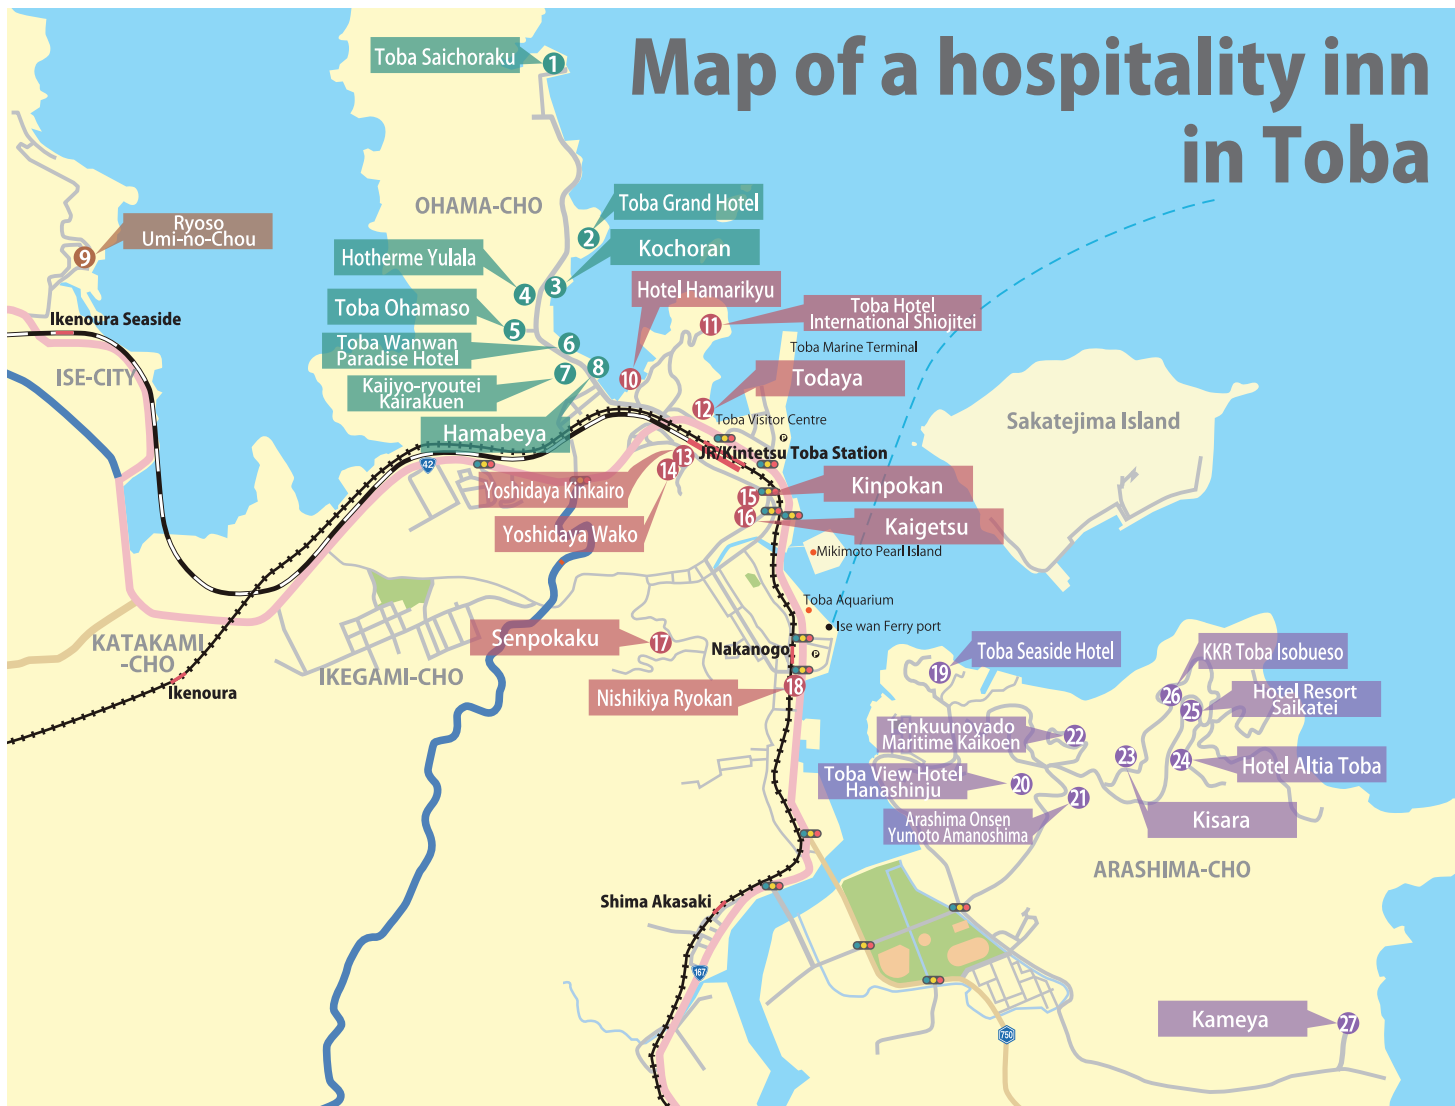 Map of a hospitality inn
in Toba
Toba Saichoraku
1
OHAMA-CHO
Toba Grand Hotel
2
Ryoso
Umi-no-Chou
9
Hotherme Yulala
4
Kochoran
3
Hotel Hamarikyu
10
Toba Ohamaso
5
Toba Hotel
International Shiojitei
11
Ikenoura Seaside
Toba Wanwan
Paradise Hotel
6
Toba Marine Terminal
ISE-CITY
Kaijyo-ryoutei
Kairakuen
7
8
Todaya
12
Hamabeya
Toba Visitor Centre
P
Sakatejima Island
JR/Kintetsu Toba Station
42
13
14
Yoshidaya Kinkairo
Kinpokan
15
Yoshidaya Wako
16
Kaigetsu
Mikimoto Pearl Island
Toba Aquarium
Ise wan Ferry port
KATAKAMI
-CHO
Senpokaku
17
Nakanogo
P
Toba Seaside Hotel
19
KKR Toba Isobueso
26
IKEGAMI-CHO
Ikenoura
Nishikiya Ryokan
18
Hotel Resort
Saikatei
25
Tenkuunoyado
Maritime Kaikoen
22
23
24
Hotel Altia Toba
Toba View Hotel
Hanashinju
20
21
Arashima Onsen
Yumoto Amanoshima
Kisara
ARASHIMA-CHO
Shima Akasaki
167
750
Kameya
27